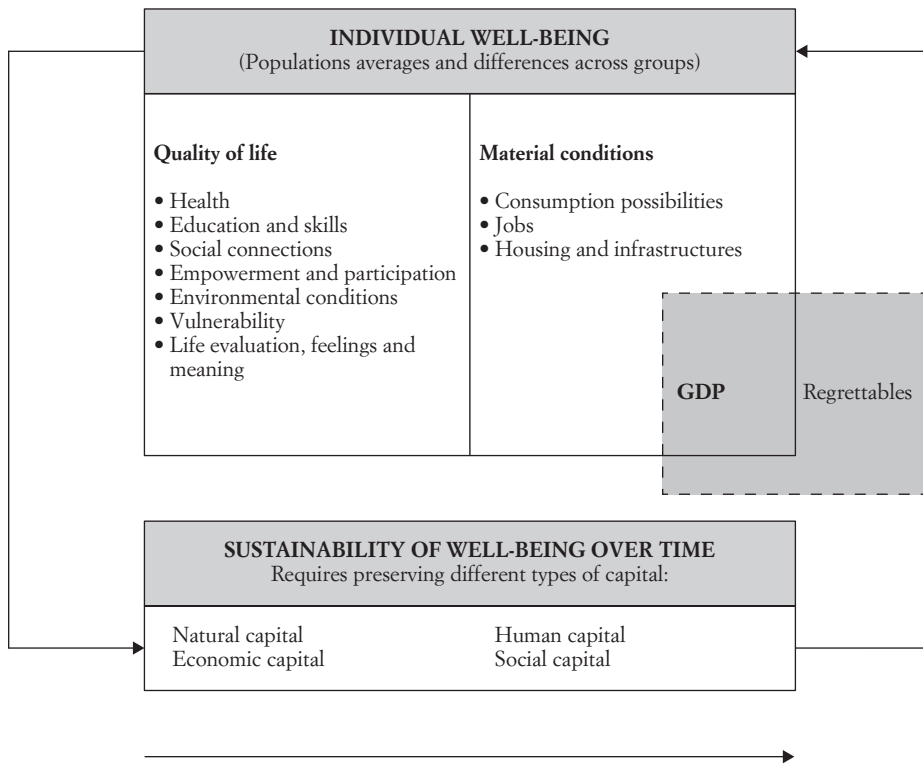 INDIVIDUAL WELL-BEING
(Populations averages and differences across groups)
Quality of life
• Health
• Education and skills
• Social connections
• Empowerment and participation
• Environmental conditions
• Vulnerability
• Life evaluation, feelings and
meaning
Material conditions
• Consumption possibilities
• Jobs
• Housing and infrastructures
GDP
Regrettables
SUSTAINABILITY OF WELL-BEING OVER TIME
Requires preserving different types of capital:
Natural capital
Economic capital
Human capital
Social capital